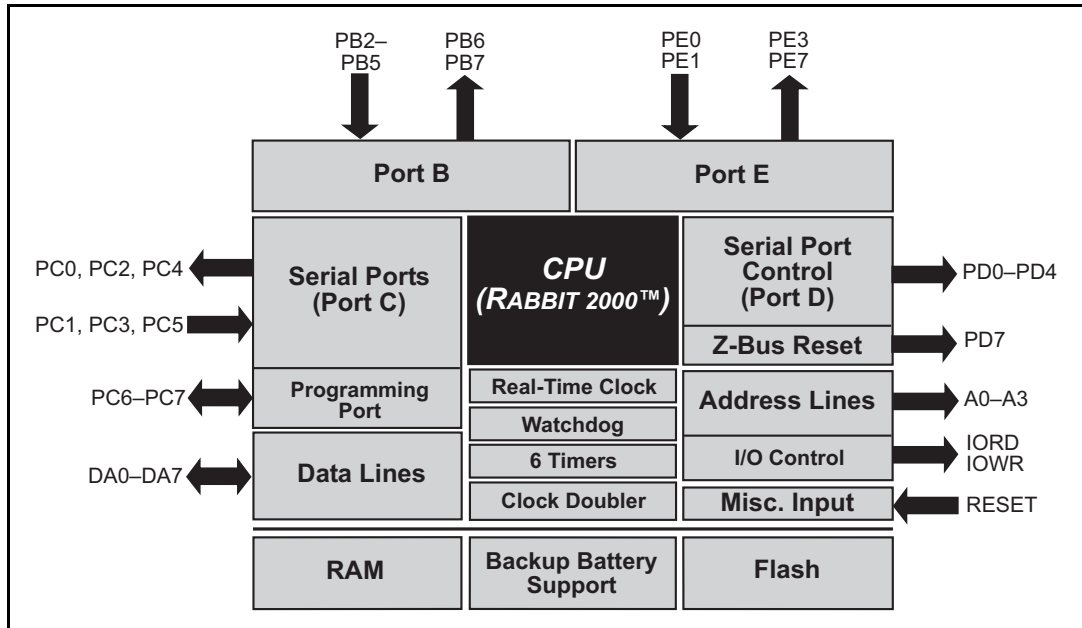 PB2–
PB5
PB6
PB7
PE0
PE1
PE3
PE7
Port B
Port E
PC0, PC2, PC4
PC1, PC3, PC5
Serial Ports
(Port C)
CPU
(RABBIT 2000™)
Serial Port
Control
(Port D)
PD0–PD4
Z-Bus Reset
PD7
PC6–PC7
Programming
Port
Real-Time Clock
Watchdog
Address Lines
A0–A3
DA0–DA7
Data Lines
6 Timers
Clock Doubler
I/O Control
IORD
IOWR
Misc. Input
RESET
RAM
Backup Battery
Support
Flash